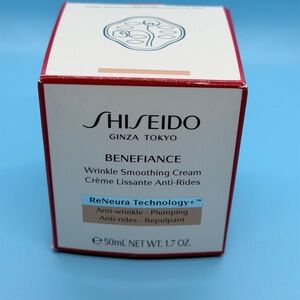 SHISEIDO
GINZA TOKYO
BENEFIANCE
Wrinkle Smoothing Cream
Crème Lissante Anti-Rides
ReNeura Technology+™
Anti-wrinkle - Plumping
Anti-rides - Repulpant
℮ 50mL NET WT. 1.7 OZ.